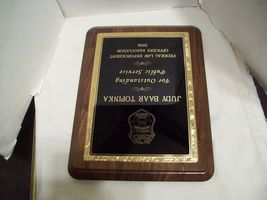 JUDY BAAR TOPINKA
For Outstanding
Public Service
FEDERAL LAW ENFORCEMENT
OFFICERS ASSOCIATION
2006